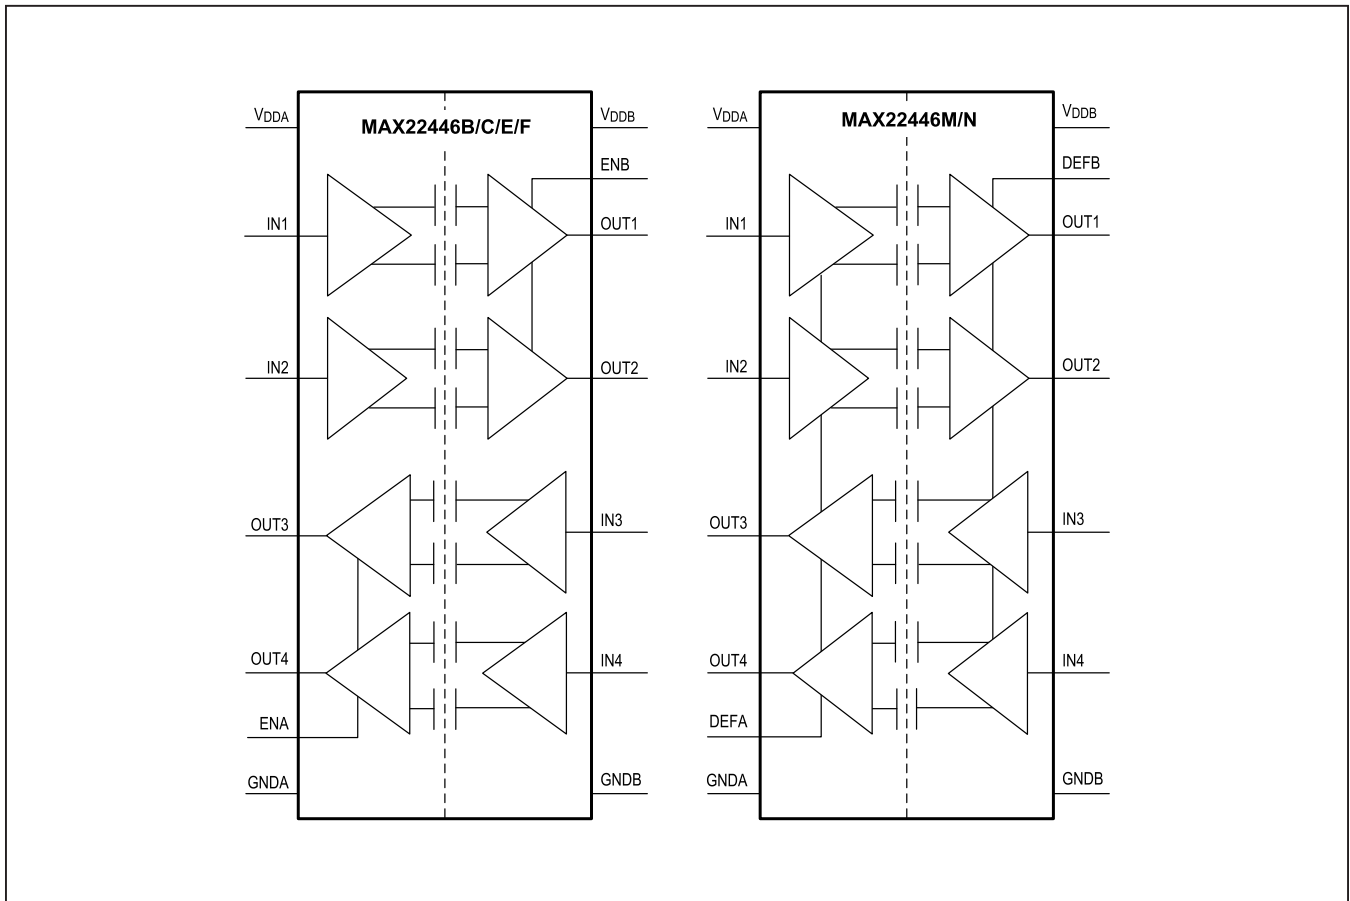 MAX22446B/C/E/F
VDDA
VDDB
ENB
IN1
OUT1
IN2
OUT2
OUT3
IN3
OUT4
IN4
ENA
GNDA
GNDB
MAX22446M/N
VDDA
VDDB
DEFB
IN1
OUT1
IN2
OUT2
OUT3
IN3
OUT4
IN4
DEFA
GNDA
GNDB